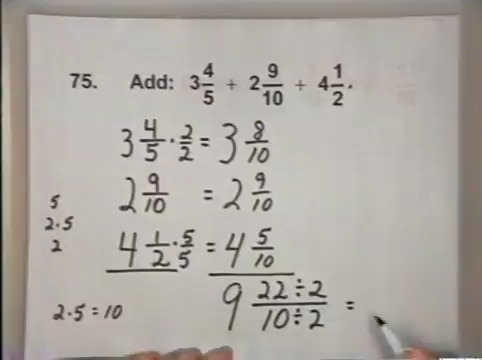 75. Add: 3 4/5 + 2 9/10 + 4 1/2.
3 4/5 · 2/2 = 3 8/10
2 9/10 = 2 9/10
5
2·5
4 1/2 · 5/5 = 4 5/10
2
9 22÷2/10÷2 =
2·5=10